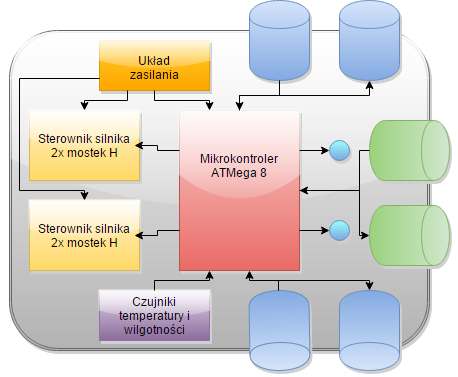 Układ
zasilania
Sterownik silnika
2x mostek H
Mikrokontroler
ATMega 8
Sterownik silnika
2x mostek H
Czujniki
temperatury i
wilgotności